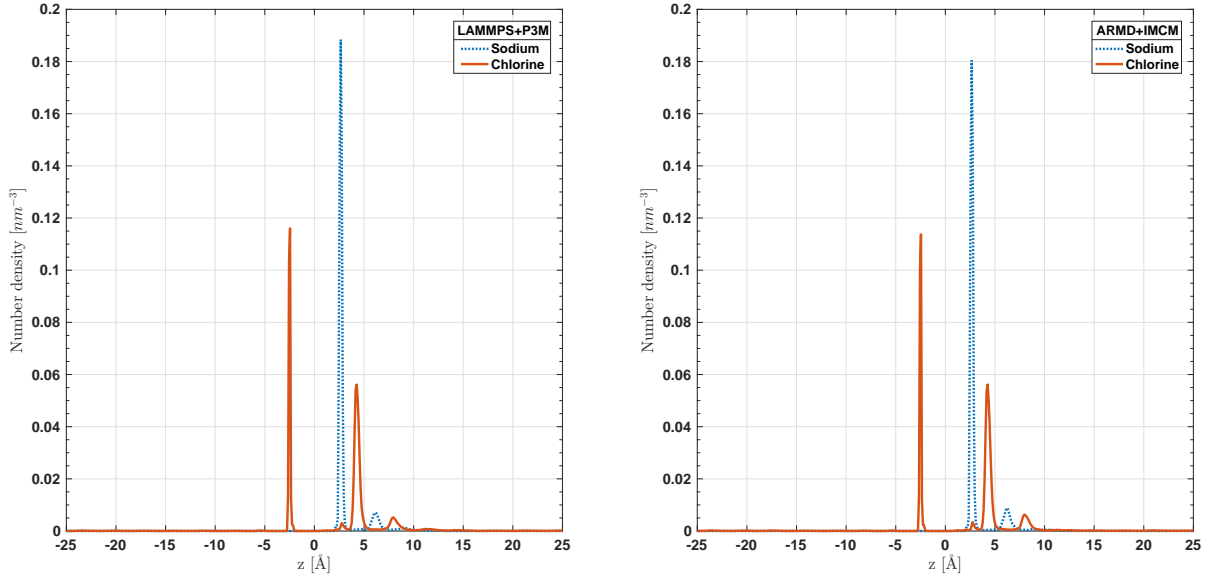 LAMMPS+P3M
Sodium
Chlorine
Number density [nm⁻³]
0.2
0.18
0.16
0.14
0.12
0.1
0.08
0.06
0.04
0.02
0
-25 -20 -15 -10 -5 0 5 10 15 20 25
z [Å]
ARMD+IMCM
Sodium
Chlorine
Number density [nm⁻³]
0.2
0.18
0.16
0.14
0.12
0.1
0.08
0.06
0.04
0.02
0
-25 -20 -15 -10 -5 0 5 10 15 20 25
z [Å]